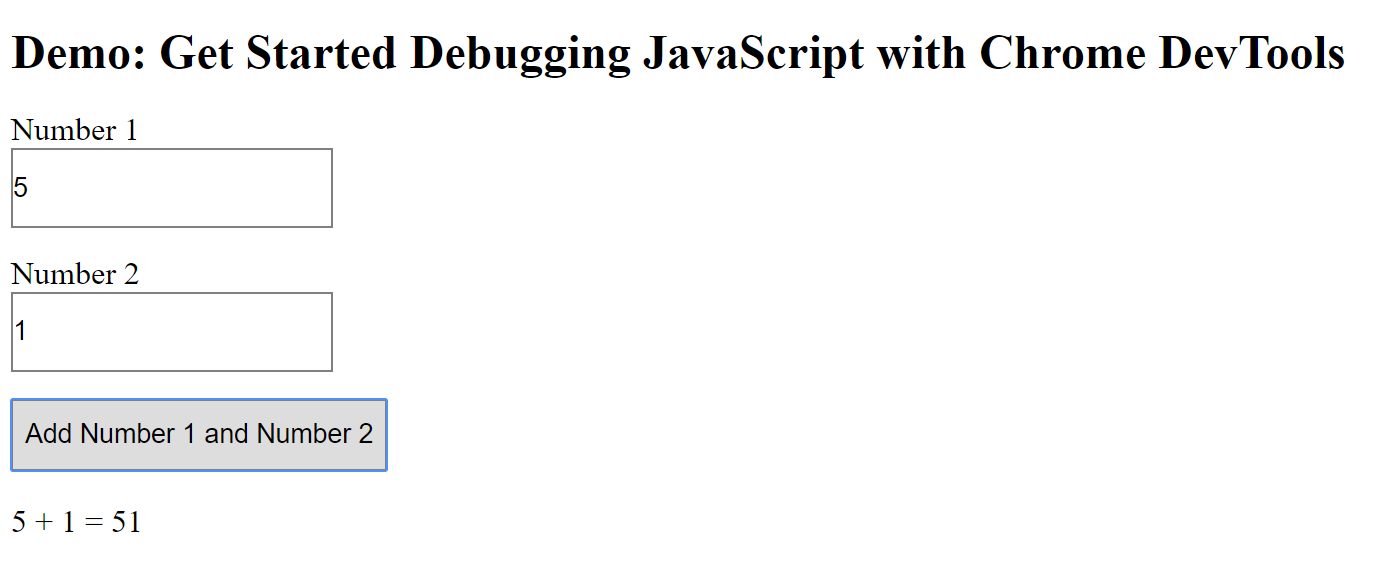 Demo: Get Started Debugging JavaScript with Chrome DevTools
Number 1
5
Number 2
1
Add Number 1 and Number 2
5 + 1 = 51